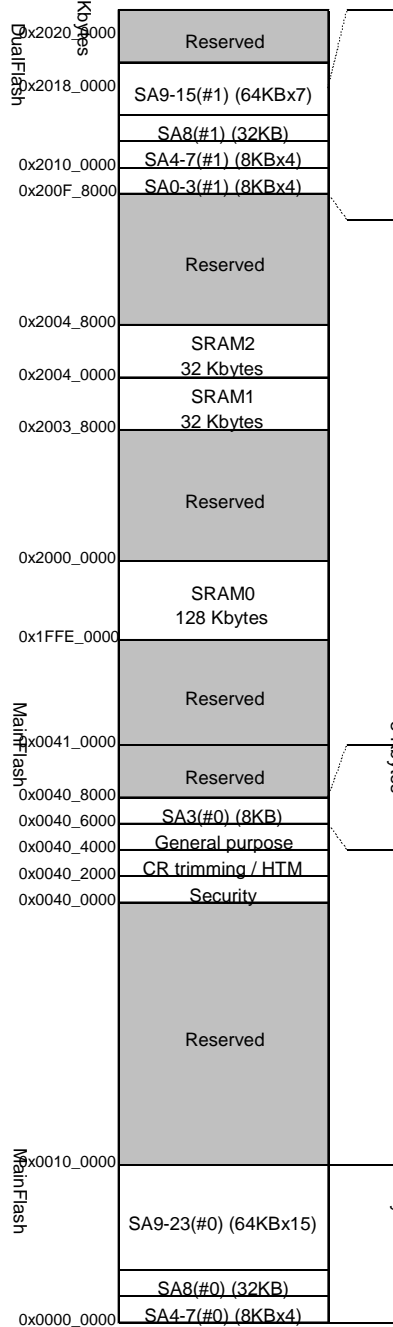 Kbytes
DualFlash
0x2020_0000
Reserved
0x2018_0000
SA9-15(#1) (64KBx7)
SA8(#1) (32KB)
0x2010_0000
SA4-7(#1) (8KBx4)
0x200F_8000
SA0-3(#1) (8KBx4)
Reserved
0x2004_8000
SRAM2
32 Kbytes
0x2004_0000
SRAM1
32 Kbytes
0x2003_8000
Reserved
0x2000_0000
SRAM0
128 Kbytes
0x1FFE_0000
Reserved
MainFlash
0x0041_0000
Reserved
0x0040_8000
SA3(#0) (8KB)
0x0040_6000
General purpose
0x0040_4000
CR trimming / HTM
0x0040_2000
Security
0x0040_0000
Reserved
0x0010_0000
MainFlash
SA9-23(#0) (64KBx15)
SA8(#0) (32KB)
SA4-7(#0) (8KBx4)
0x0000_0000